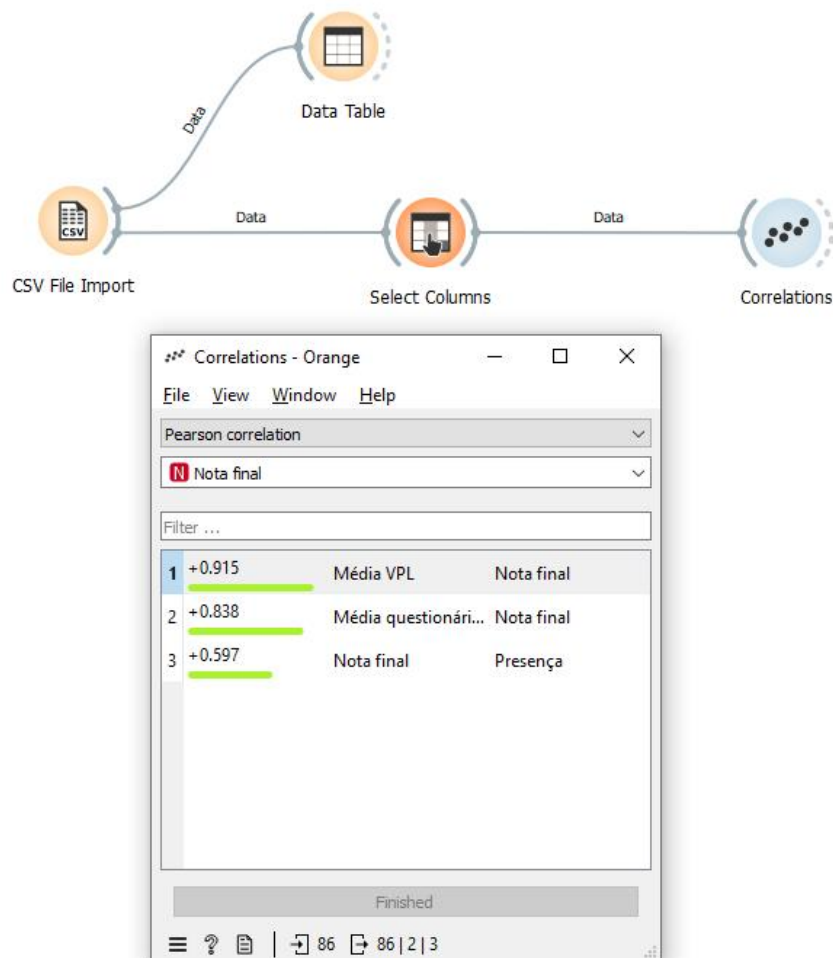 Data Table
Data
CSV
Data
Data
CSV File Import
Select Columns
Correlations
Correlations - Orange
File View Window Help
Pearson correlation
N Nota final
Filter ...
1 +0.915 Média VPL Nota final
2 +0.838 Média questionári... Nota final
3 +0.597 Nota final Presença
Finished
? 86 86 | 2 | 3